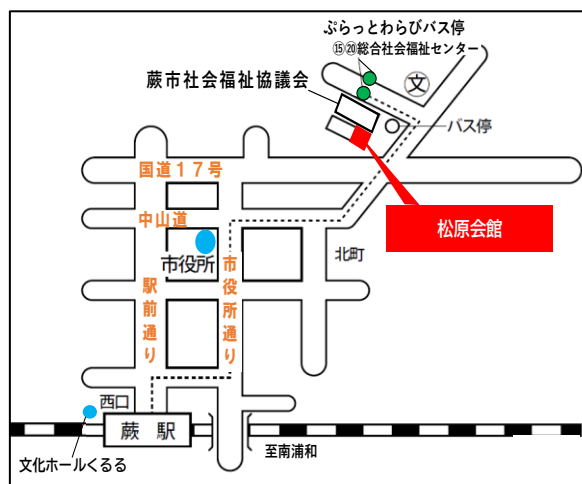 ぷらっとわらびバス停
⑮⑳総合社会福祉センター
蕨市社会福祉協議会
文
バス停
国道17号
中山道
松原会館
市役所
北町
駅前通り
市役所通り
西口
蕨駅
至南浦和
文化ホールくるる